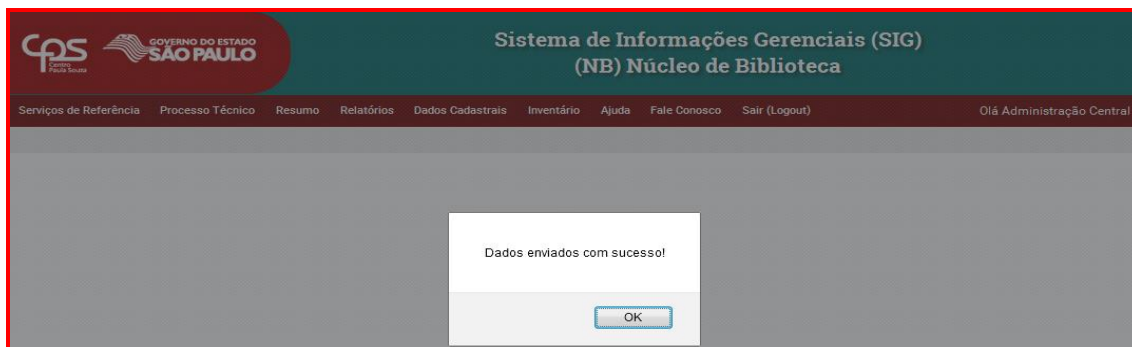 CPS
Centro
Paula Souza
GOVERNO DO ESTADO
SÃO PAULO
Sistema de Informações Gerenciais (SIG)
(NB) Núcleo de Biblioteca
Serviços de Referência Processo Técnico Resumo Relatórios Dados Cadastrais Inventário Ajuda Fale Conosco Sair (Logout) Olá Administração Central
Dados enviados com sucesso!
OK